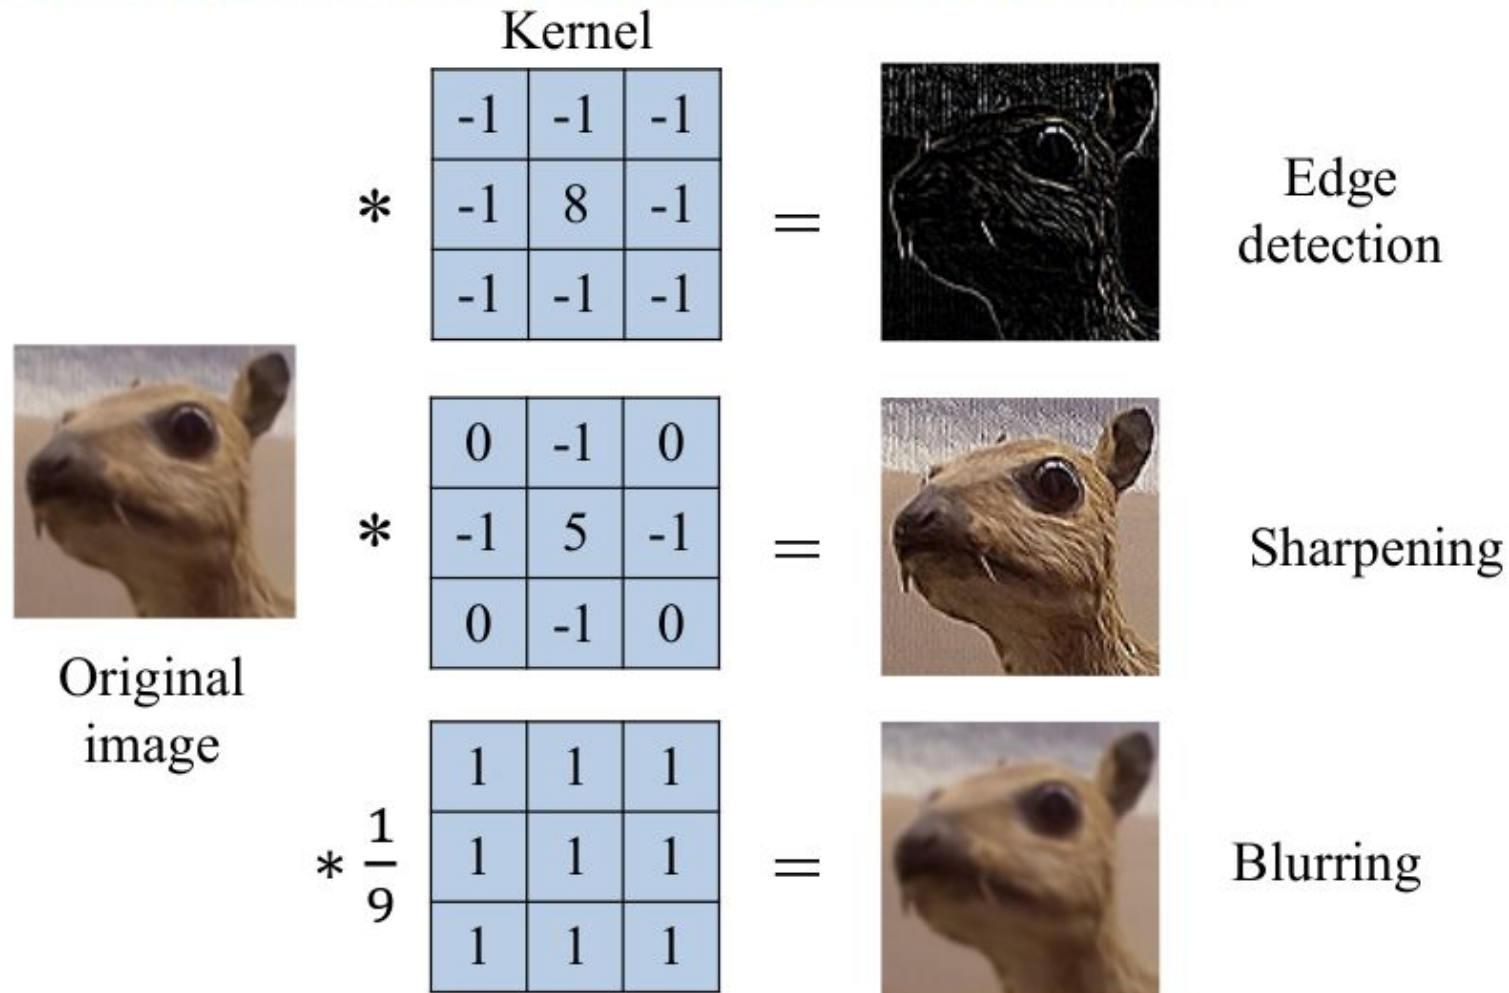 Kernel
-1 -1 -1
* -1 8 -1 = Edge
detection
-1 -1 -1
0 -1 0
* -1 5 -1 = Sharpening
0 -1 0
Original
image
1 1 1
* 1/9 1 1 1 = Blurring
1 1 1